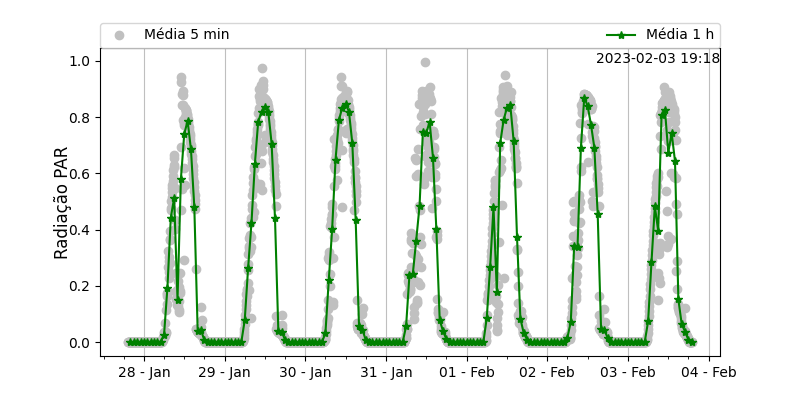 Média 5 min
Média 1 h
2023-02-03 19:18
1.0
0.8
0.6
0.4
0.2
0.0
Radiação PAR
28 - Jan
29 - Jan
30 - Jan
31 - Jan
01 - Feb
02 - Feb
03 - Feb
04 - Feb